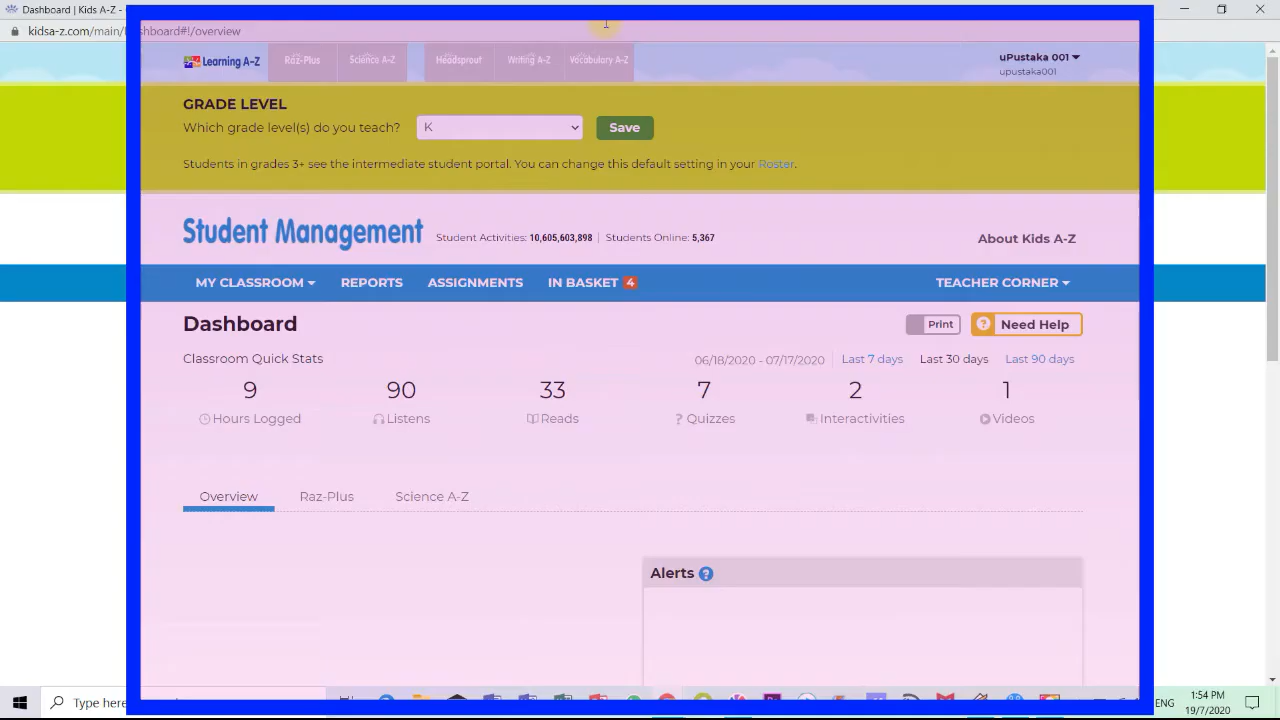 Dashboard | Kids A-Z -
kidsa-z.com/main/dashboard#!/overview
Learning A-Z
Raz-Plus
Science A-Z
Headsprout
Writing A-Z
Vocabulary A-Z
uPustaka 001
upustaka001
GRADE LEVEL
Which grade level(s) do you teach? K Save
Students in grades 3+ see the intermediate student portal. You can change this default setting in your Roster.
Student Management
Student Activities: 10,605,603,898 | Students Online: 5,367
About Kids A-Z
MY CLASSROOM REPORTS ASSIGNMENTS IN BASKET 4 TEACHER CORNER
Dashboard
Print
? Need Help
Classroom Quick Stats
06/18/2020 - 07/17/2020 Last 7 days Last 30 days Last 90 days
9 90 33 7 2 1
Hours Logged Listens Reads ? Quizzes Interactivities Videos
Overview Raz-Plus Science A-Z
Alerts ?
Type here
ENG
1:54 PM
19/7/2020